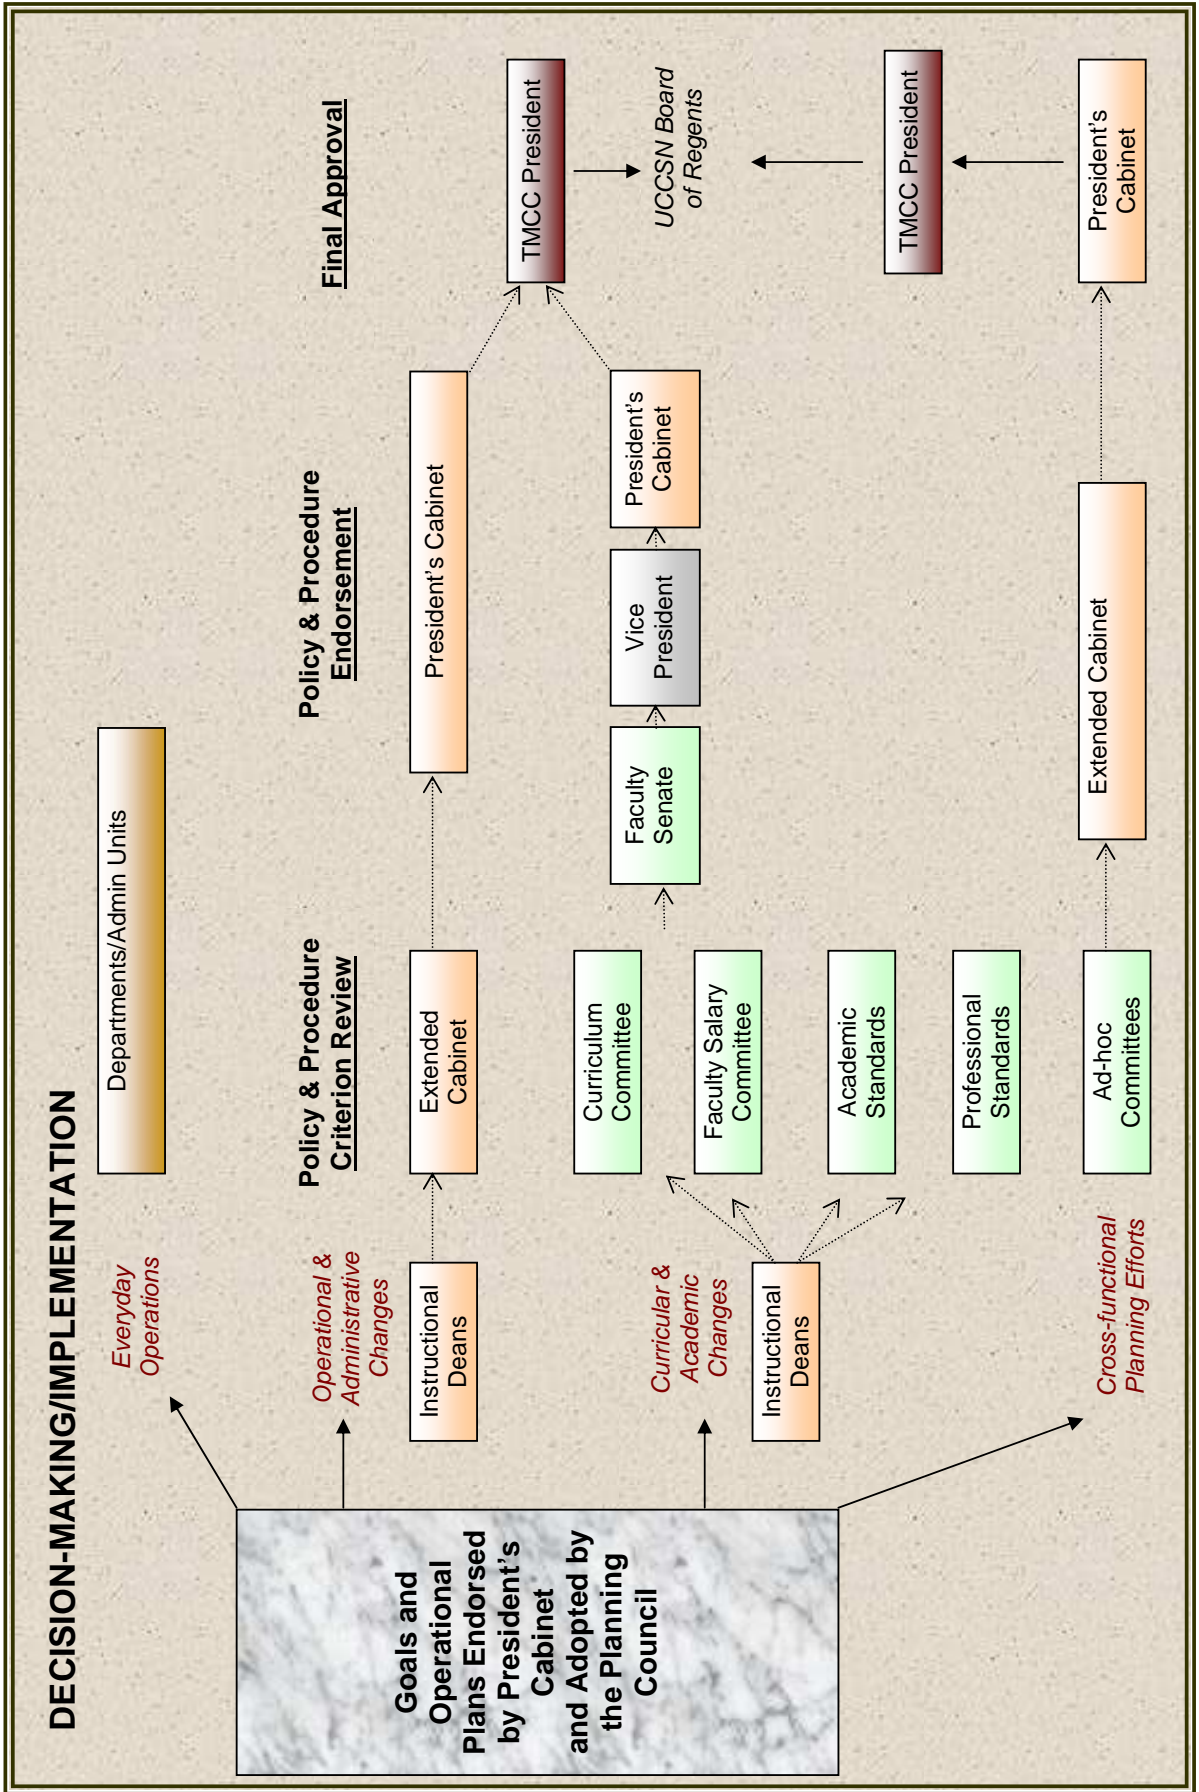 DECISION-MAKING/IMPLEMENTATION
Goals and
Operational
Plans Endorsed
by President's
Cabinet
and Adopted by
the Planning
Council
Everyday
Operations
Departments/Admin Units
Policy & Procedure
Criterion Review
Policy & Procedure
Endorsement
Final Approval
Operational &
Administrative
Changes
Instructional
Deans
Extended
Cabinet
President's Cabinet
TMCC President
UCCSN Board
of Regents
Curricular &
Academic
Changes
Instructional
Deans
Curriculum
Committee
Faculty Salary
Committee
Academic
Standards
Professional
Standards
Faculty
Senate
Vice
President
President's
Cabinet
TMCC President
Cross-functional
Planning Efforts
Ad-hoc
Committees
Extended Cabinet
President's
Cabinet